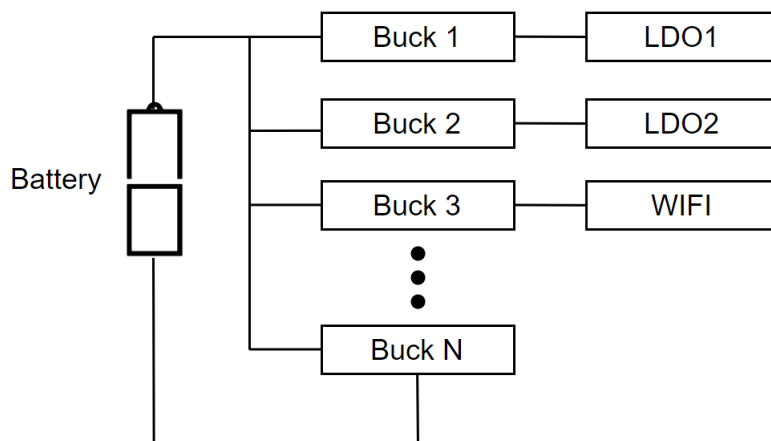 Buck 1
LDO1
Buck 2
LDO2
Battery
Buck 3
WIFI
Buck N